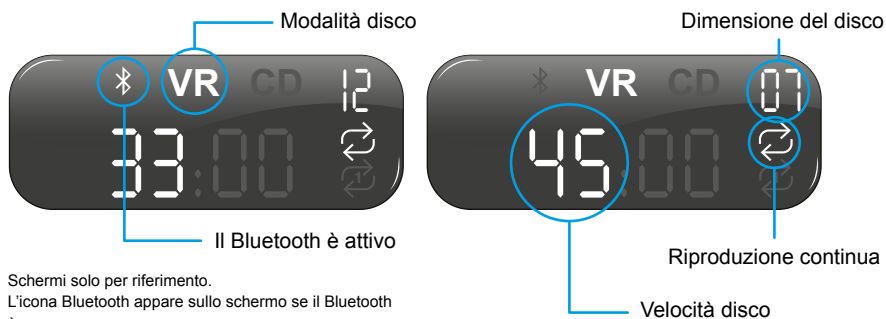 Modalità disco
Dimensione del disco
VR CD 12
33:00
1
VR CD 07
45:00
Il Bluetooth è attivo
Riproduzione continua
Schermi solo per riferimento.
L'icona Bluetooth appare sullo schermo se il Bluetooth
Velocità disco